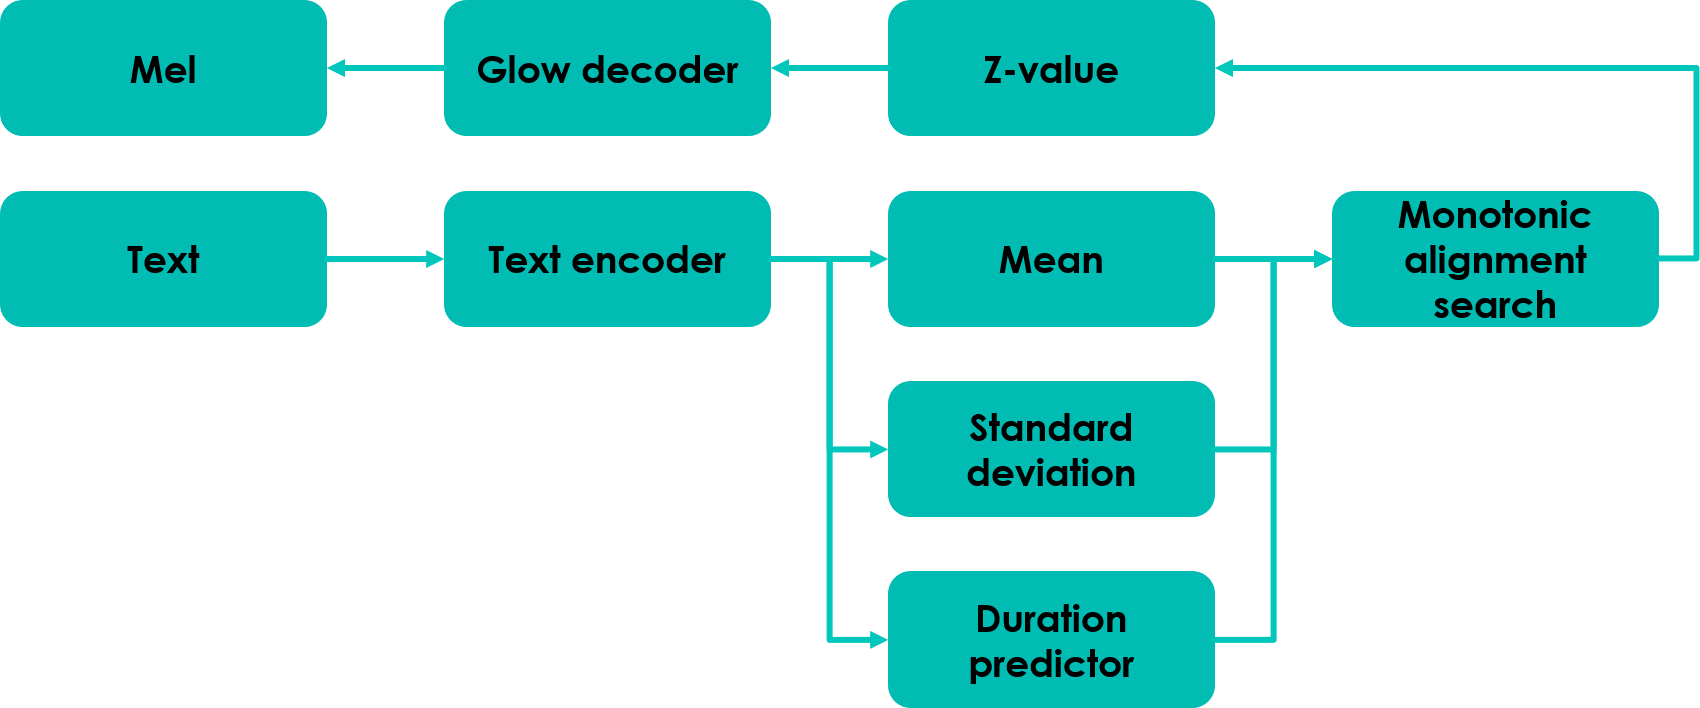 Mel
Glow decoder
Z-value
Text
Text encoder
Mean
Monotonic
alignment
search
Standard
deviation
Duration
predictor